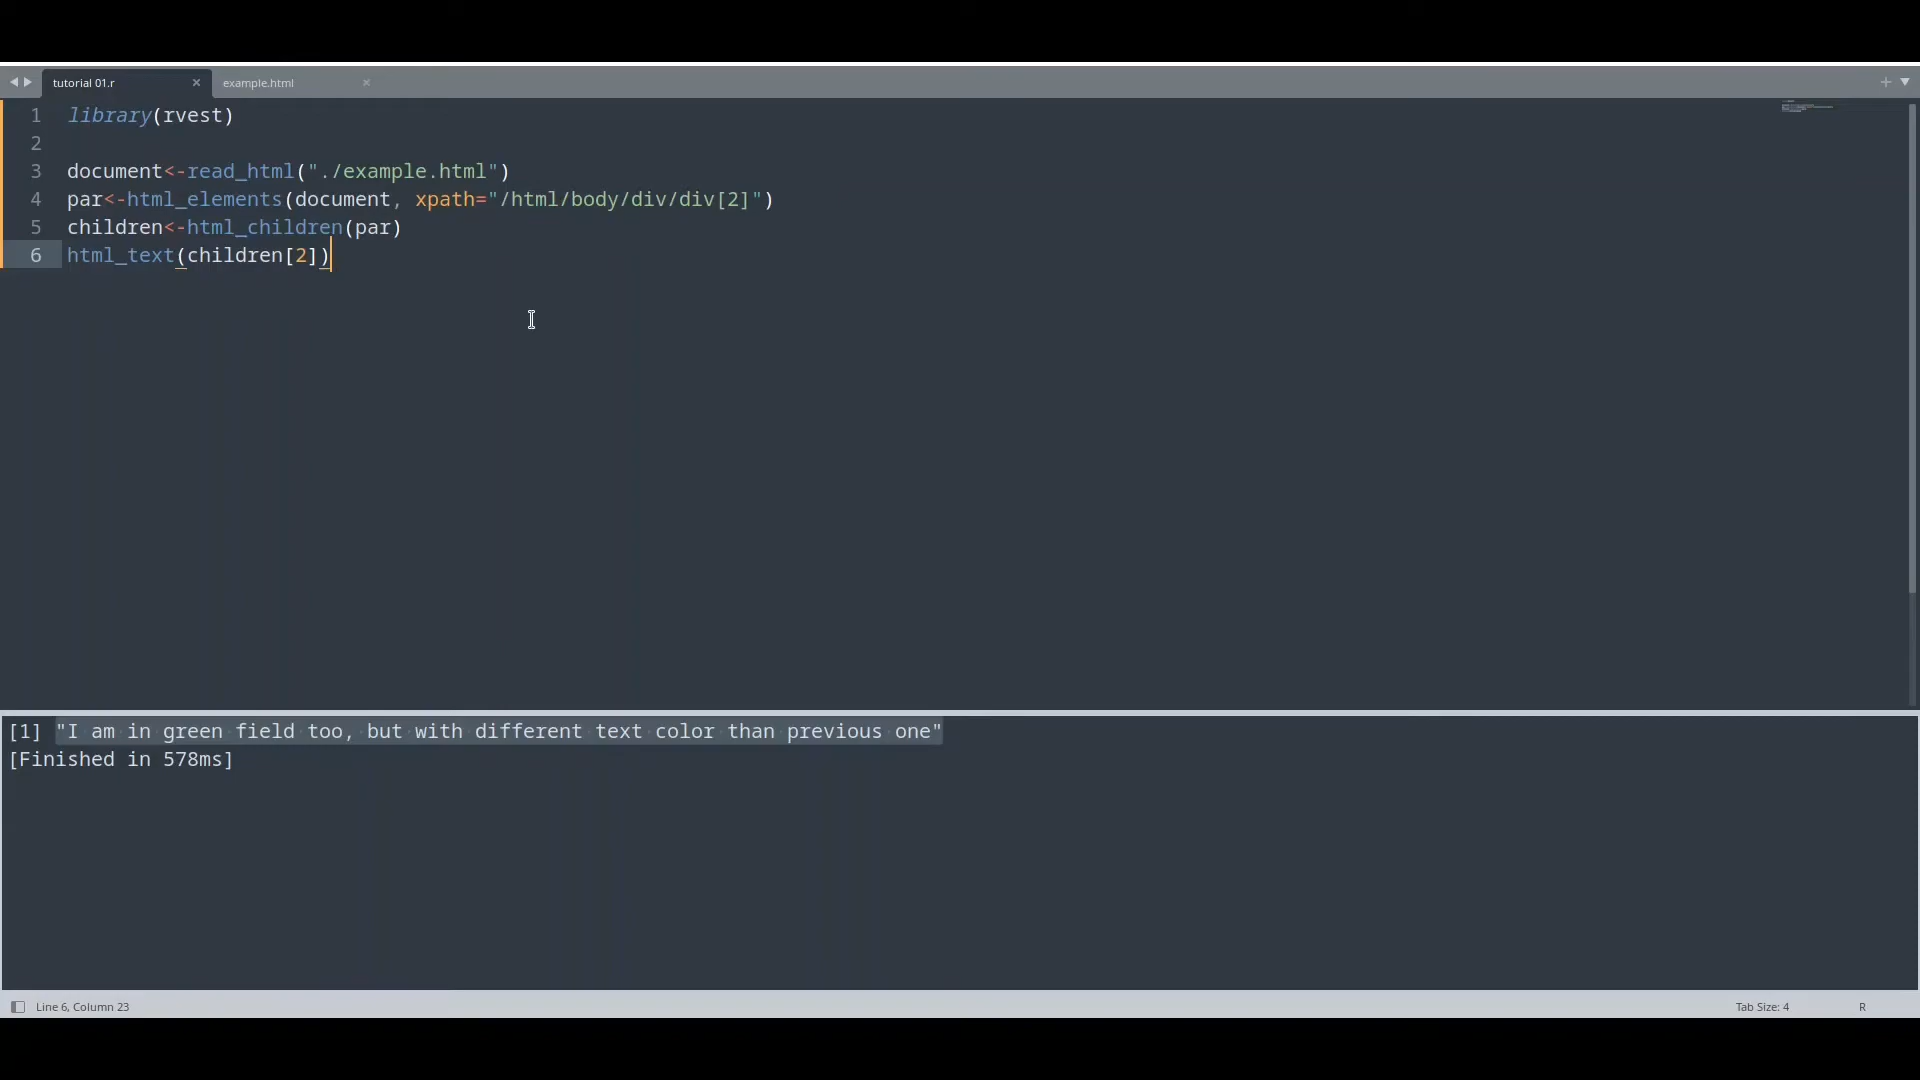 tutorial 01.r
example.html
1 library(rvest)
2
3 document<-read_html("./example.html")
4 par<-html_elements(document, xpath="/html/body/div/div[2]")
5 children<-html_children(par)
6 html_text(children[2])
[1] "I am in green field too, but with different text color than previous one"
[Finished in 578ms]
Line 6, Column 23
Tab Size: 4
R